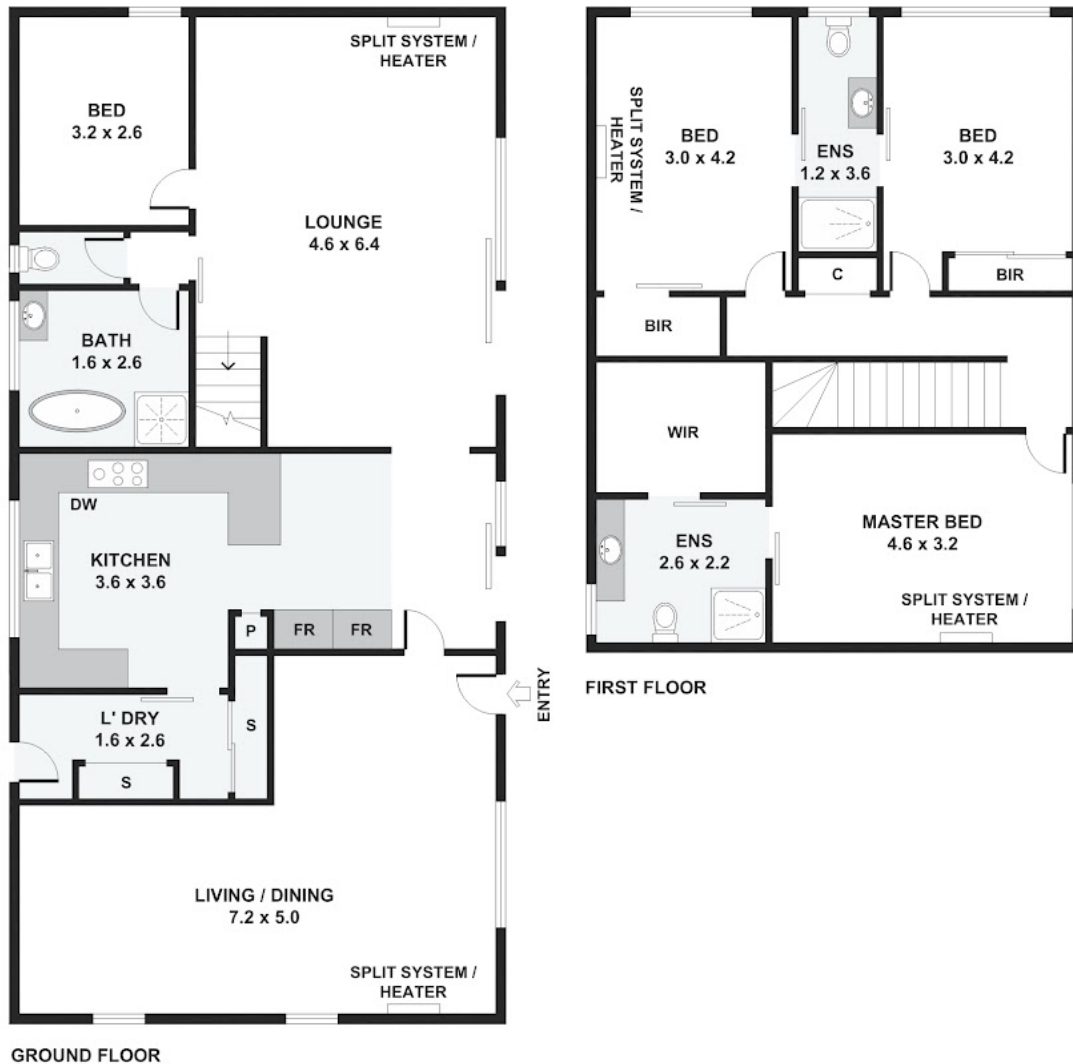 SPLIT SYSTEM /
HEATER
BED
3.2 x 2.6
LOUNGE
4.6 x 6.4
BATH
1.6 x 2.6
DW
KITCHEN
3.6 x 3.6
P
FR
FR
ENTRY
L' DRY
1.6 x 2.6
S
S
LIVING / DINING
7.2 x 5.0
SPLIT SYSTEM /
HEATER
GROUND FLOOR
SPLIT SYSTEM /
HEATER
BED
3.0 x 4.2
ENS
1.2 x 3.6
BED
3.0 x 4.2
C
BIR
BIR
WIR
MASTER BED
4.6 x 3.2
ENS
2.6 x 2.2
SPLIT SYSTEM /
HEATER
FIRST FLOOR